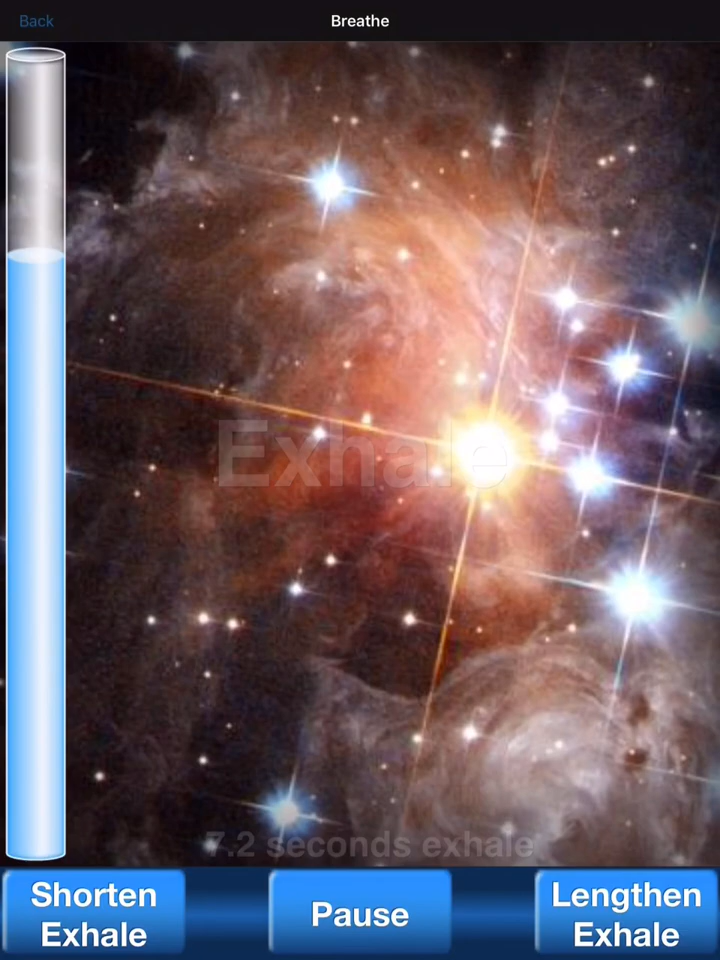 Back
Breathe
Exhale
7.2 seconds exhale
Shorten
Exhale
Pause
Lengthen
Exhale